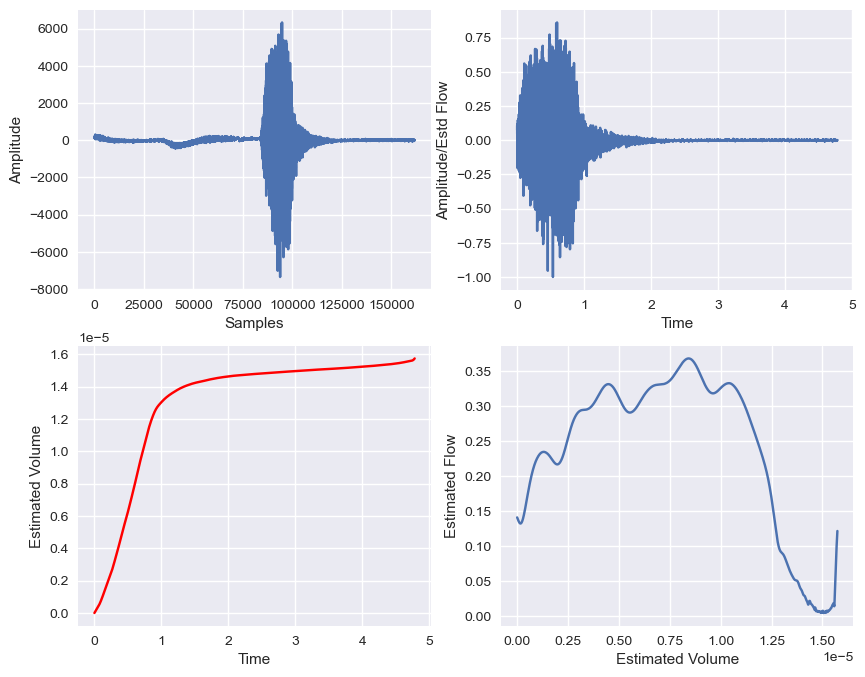 6000
4000
2000
0
−2000
−4000
−6000
−8000
Amplitude
0 25000 50000 75000 100000 125000 150000
Samples
0.75
0.50
0.25
0.00
−0.25
−0.50
−0.75
−1.00
Amplitude/Estd Flow
0 1 2 3 4 5
Time
1e−5
1.6
1.4
1.2
1.0
0.8
0.6
0.4
0.2
0.0
Estimated Volume
0 1 2 3 4 5
Time
0.35
0.30
0.25
0.20
0.15
0.10
0.05
0.00
Estimated Flow
0.00 0.25 0.50 0.75 1.00 1.25 1.50
1e−5
Estimated Volume